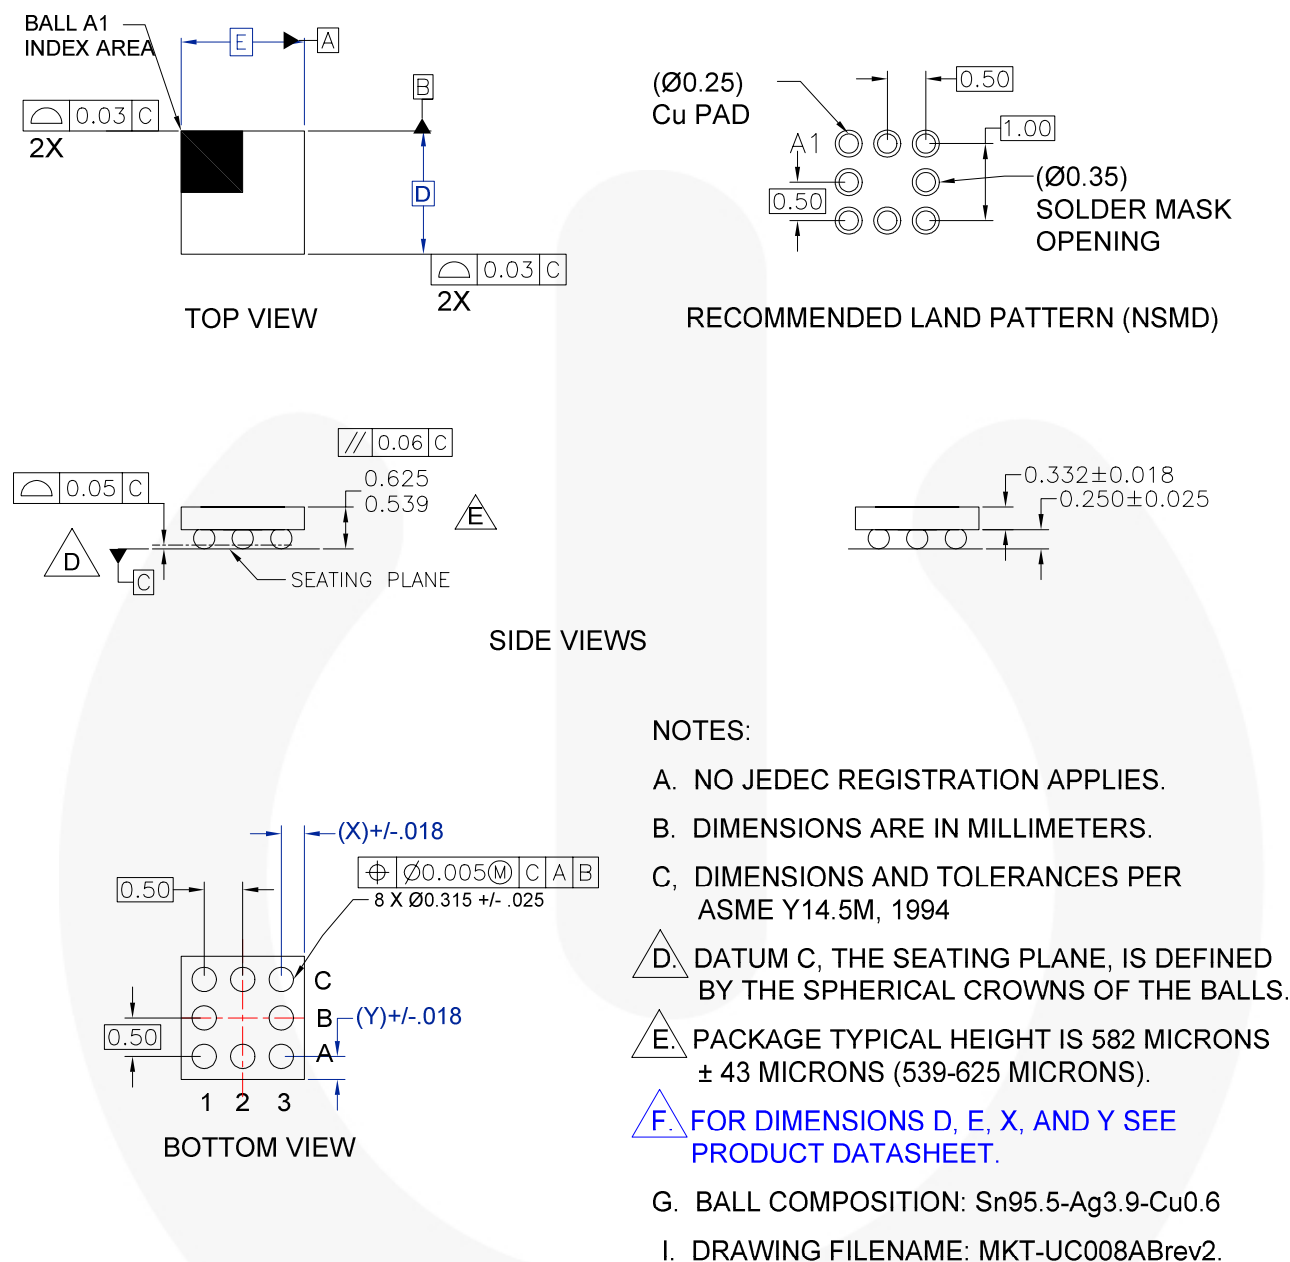 BALL A1
INDEX AREA
E
A
B
0.03 C
2X
D
0.03 C
2X
TOP VIEW
(Ø0.25)
Cu PAD
0.50
A1
1.00
0.50
(Ø0.35)
SOLDER MASK
OPENING
RECOMMENDED LAND PATTERN (NSMD)
// 0.06 C
0.05 C
0.625
0.539
E
D
C
SEATING PLANE
0.332±0.018
0.250±0.025
SIDE VIEWS
(X)+/-.018
0.50
Ø0.005Ⓜ C A B
8 X Ø0.315 +/- .025
C
B
(Y)+/-.018
0.50
A
1 2 3
BOTTOM VIEW
NOTES:
A. NO JEDEC REGISTRATION APPLIES.
B. DIMENSIONS ARE IN MILLIMETERS.
C, DIMENSIONS AND TOLERANCES PER
ASME Y14.5M, 1994
D. DATUM C, THE SEATING PLANE, IS DEFINED
BY THE SPHERICAL CROWNS OF THE BALLS.
E. PACKAGE TYPICAL HEIGHT IS 582 MICRONS
± 43 MICRONS (539-625 MICRONS).
F. FOR DIMENSIONS D, E, X, AND Y SEE
PRODUCT DATASHEET.
G. BALL COMPOSITION: Sn95.5-Ag3.9-Cu0.6
I. DRAWING FILENAME: MKT-UC008ABrev2.